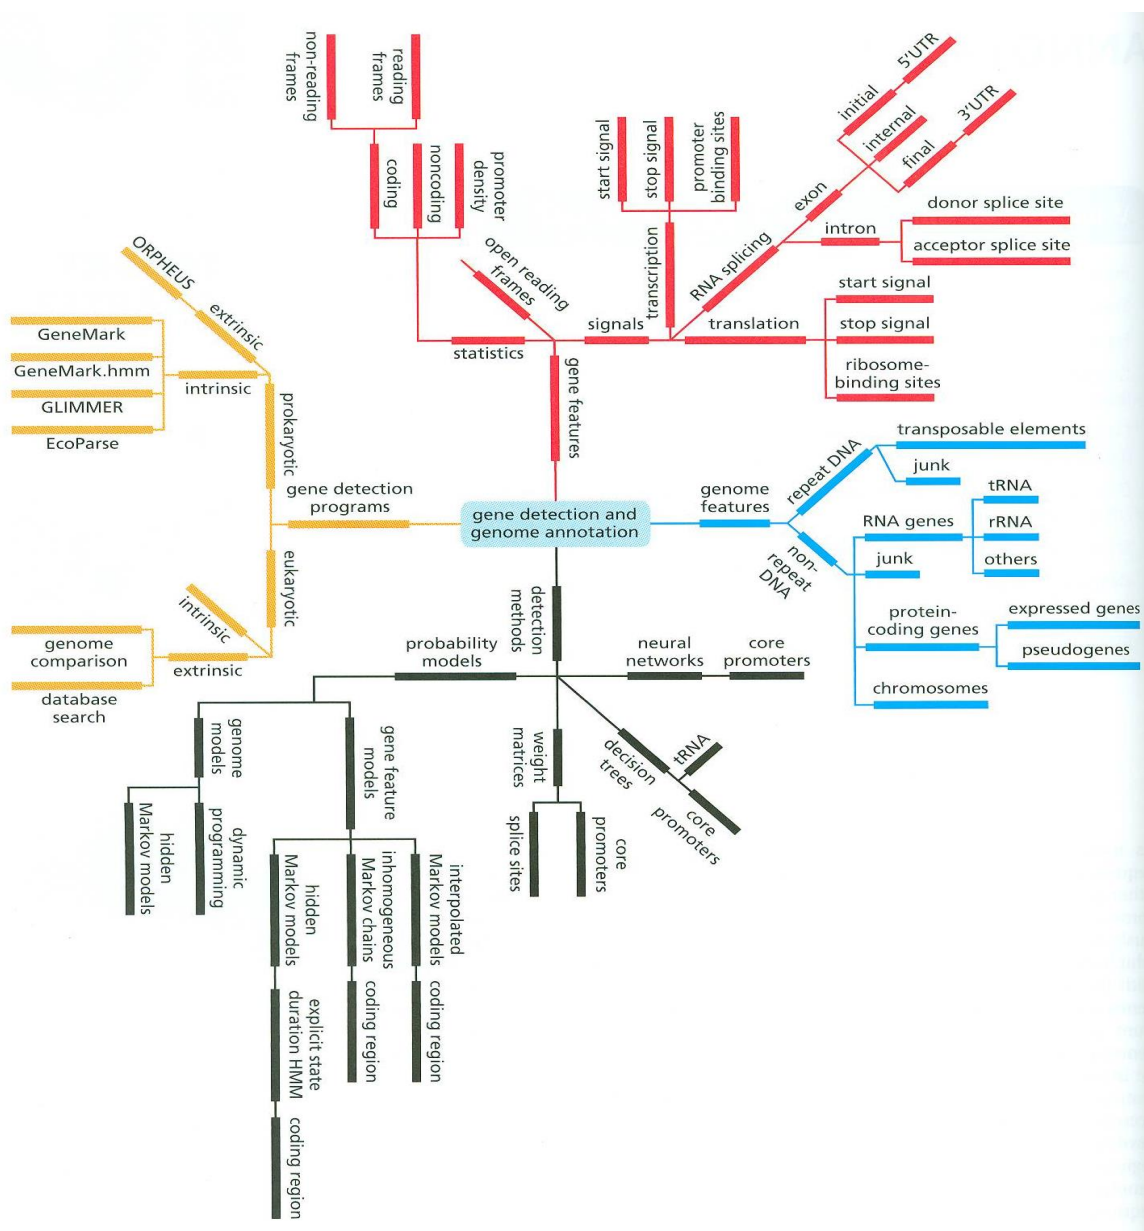 non-reading
frames
reading
frames
coding
noncoding
promoter
density
open reading
frames
statistics
start signal
stop signal
promoter
binding sites
transcription
signals
RNA splicing
translation
exon
initial
5'UTR
internal
final
3'UTR
intron
donor splice site
acceptor splice site
start signal
stop signal
ribosome-
binding sites
gene features
ORPHEUS
extrinsic
GeneMark
GeneMark.hmm
GLIMMER
EcoParse
intrinsic
prokaryotic
gene detection
programs
eukaryotic
intrinsic
extrinsic
genome
comparison
database
search
gene detection and
genome annotation
genome
features
repeat DNA
transposable elements
junk
non-
repeat
DNA
RNA genes
tRNA
rRNA
others
junk
protein-
coding genes
expressed genes
pseudogenes
chromosomes
detection
methods
probability
models
neural
networks
core
promoters
genome
models
hidden
Markov models
dynamic
programming
gene feature
models
hidden
Markov models
explicit state
duration HMM
coding region
inhomogeneous
Markov chains
coding region
interpolated
Markov models
coding region
weight
matrices
splice sites
core
promoters
decision
trees
tRNA
core
promoters